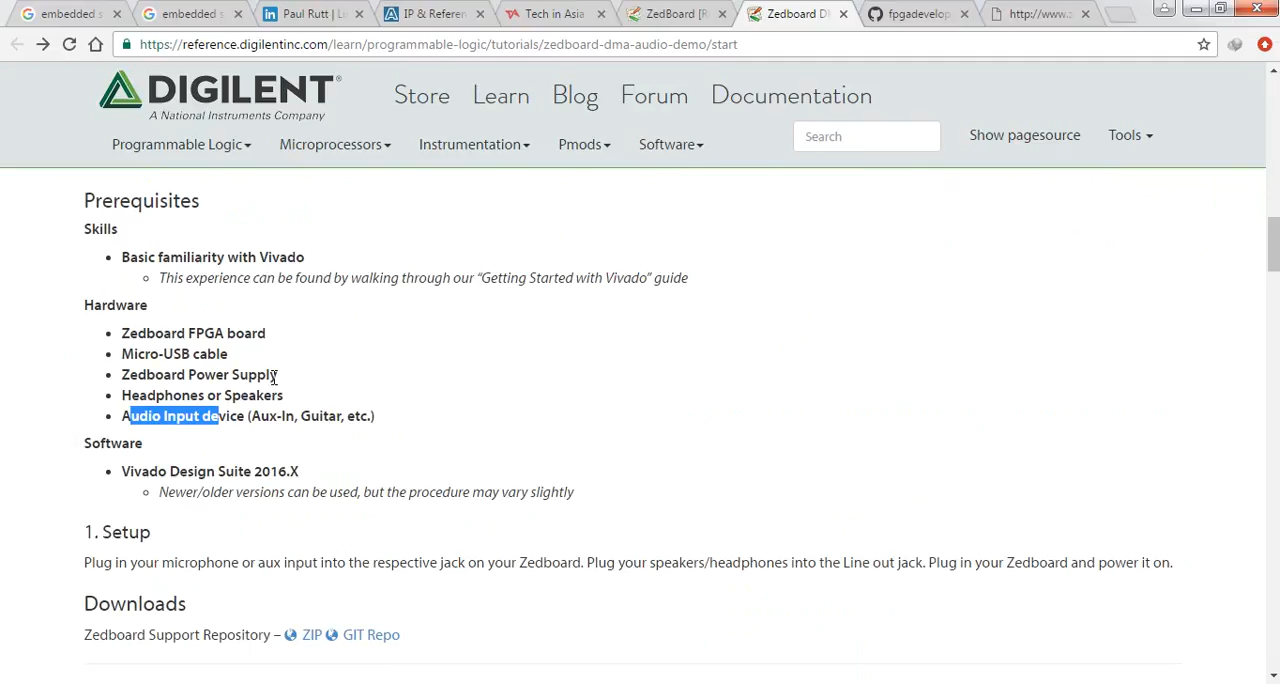 embedded s
embedded s
Paul Rutt | L
IP & Referer
Tech in Asia
ZedBoard [R
Zedboard D
fpgadevelop
http://www.
https://reference.digilentinc.com/learn/programmable-logic/tutorials/zedboard-dma-audio-demo/start
DIGILENT®
A National Instruments Company
Store Learn Blog Forum Documentation
Programmable Logic Microprocessors Instrumentation Pmods Software
Search
Show pagesource Tools
Prerequisites
Skills
• Basic familiarity with Vivado
◦ This experience can be found by walking through our “Getting Started with Vivado” guide
Hardware
• Zedboard FPGA board
• Micro-USB cable
• Zedboard Power Supply
• Headphones or Speakers
• Audio Input device (Aux-In, Guitar, etc.)
Software
• Vivado Design Suite 2016.X
◦ Newer/older versions can be used, but the procedure may vary slightly
1. Setup
Plug in your microphone or aux input into the respective jack on your Zedboard. Plug your speakers/headphones into the Line out jack. Plug in your Zedboard and power it on.
Downloads
Zedboard Support Repository – ZIP GIT Repo